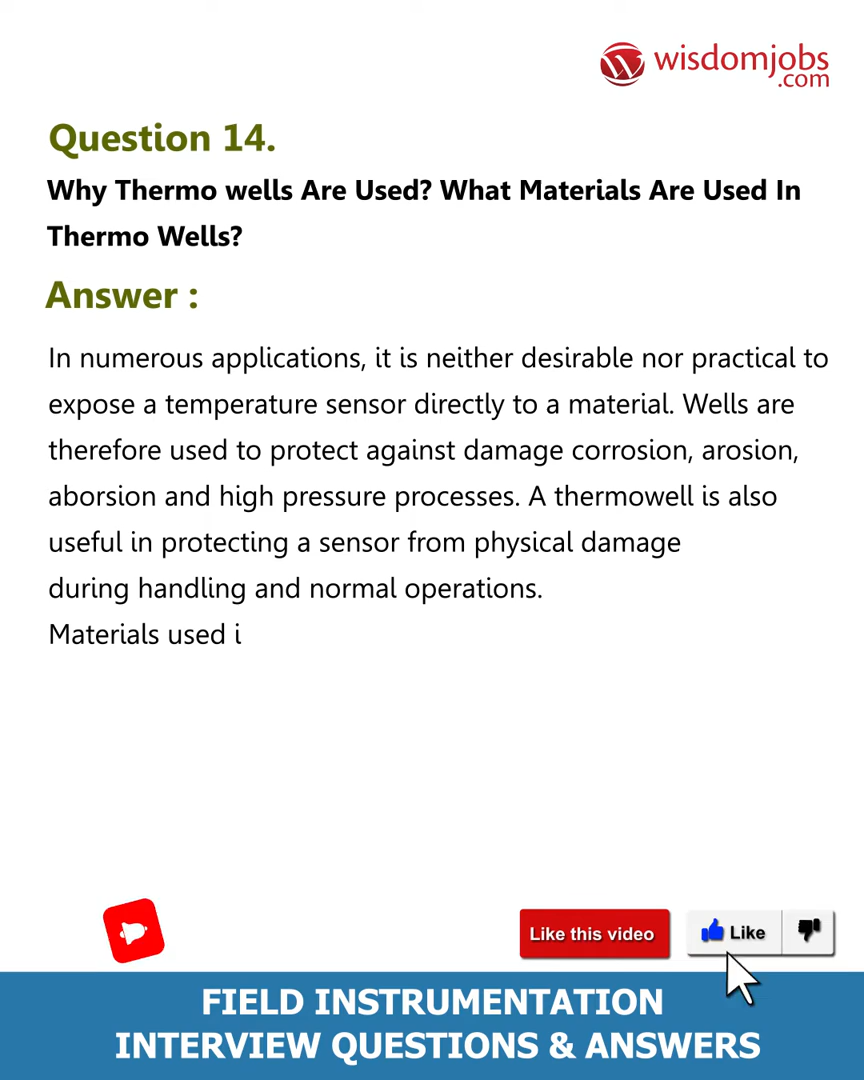 wisdomjobs
.com
Question 14.
Why Thermo wells Are Used? What Materials Are Used In
Thermo Wells?
Answer :
In numerous applications, it is neither desirable nor practical to
expose a temperature sensor directly to a material. Wells are
therefore used to protect against damage corrosion, arosion,
aborsion and high pressure processes. A thermowell is also
useful in protecting a sensor from physical damage
during handling and normal operations.
Materials used i
Like this video
Like
FIELD INSTRUMENTATION
INTERVIEW QUESTIONS & ANSWERS